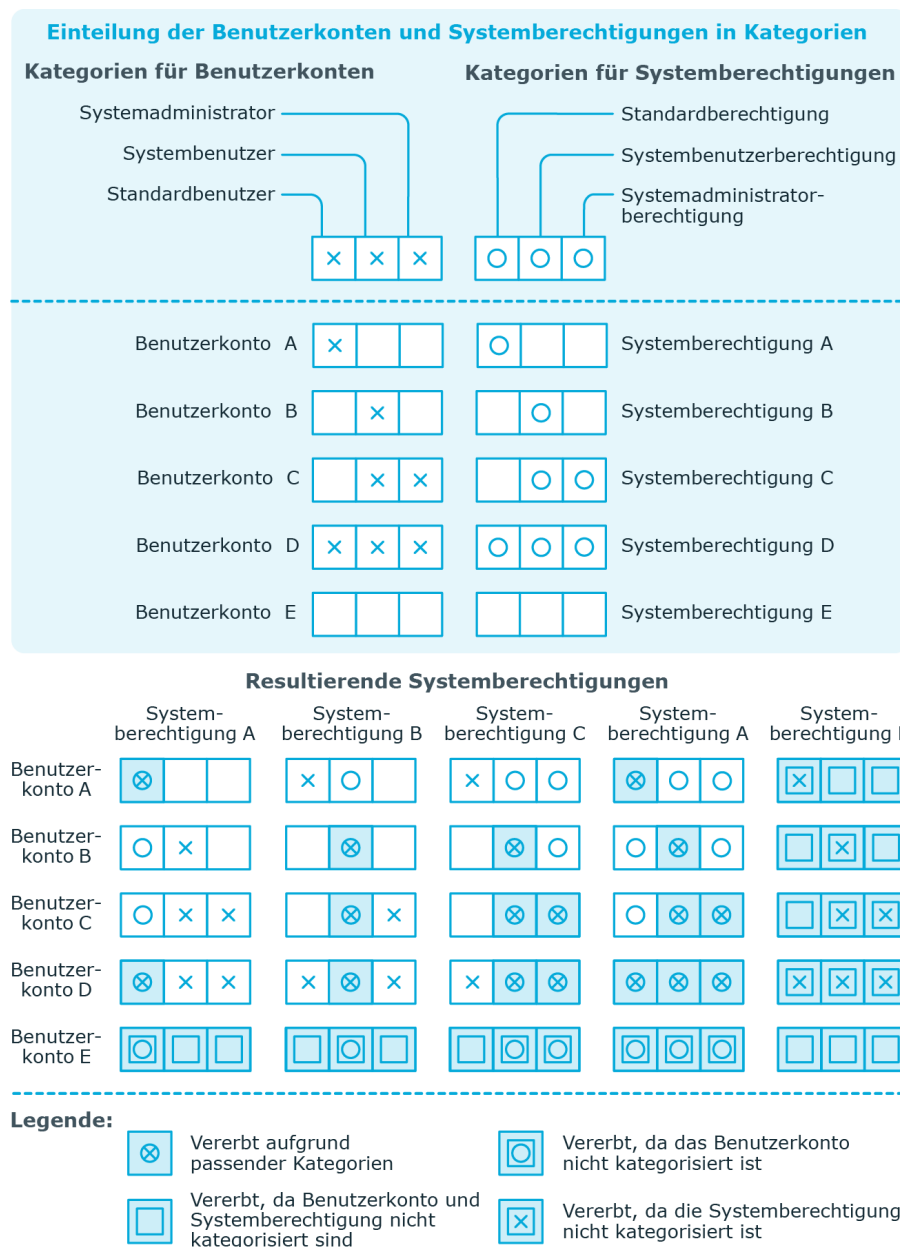 Einteilung der Benutzerkonten und Systemberechtigungen in Kategorien
Kategorien für Benutzerkonten
Kategorien für Systemberechtigungen
Systemadministrator
Systembenutzer
Standardbenutzer
Standardberechtigung
Systembenutzerberechtigung
Systemadministrator-
berechtigung
Benutzerkonto A
Systemberechtigung A
Benutzerkonto B
Systemberechtigung B
Benutzerkonto C
Systemberechtigung C
Benutzerkonto D
Systemberechtigung D
Benutzerkonto E
Systemberechtigung E
Resultierende Systemberechtigungen
System-
berechtigung A
System-
berechtigung B
System-
berechtigung C
System-
berechtigung A
System-
berechtigung
Benutzer-
konto A
Benutzer-
konto B
Benutzer-
konto C
Benutzer-
konto D
Benutzer-
konto E
Legende:
Vererbt aufgrund
passender Kategorien
Vererbt, da das Benutzerkonto
nicht kategorisiert ist
Vererbt, da Benutzerkonto und
Systemberechtigung nicht
kategorisiert sind
Vererbt, da die Systemberechtigung
nicht kategorisiert ist